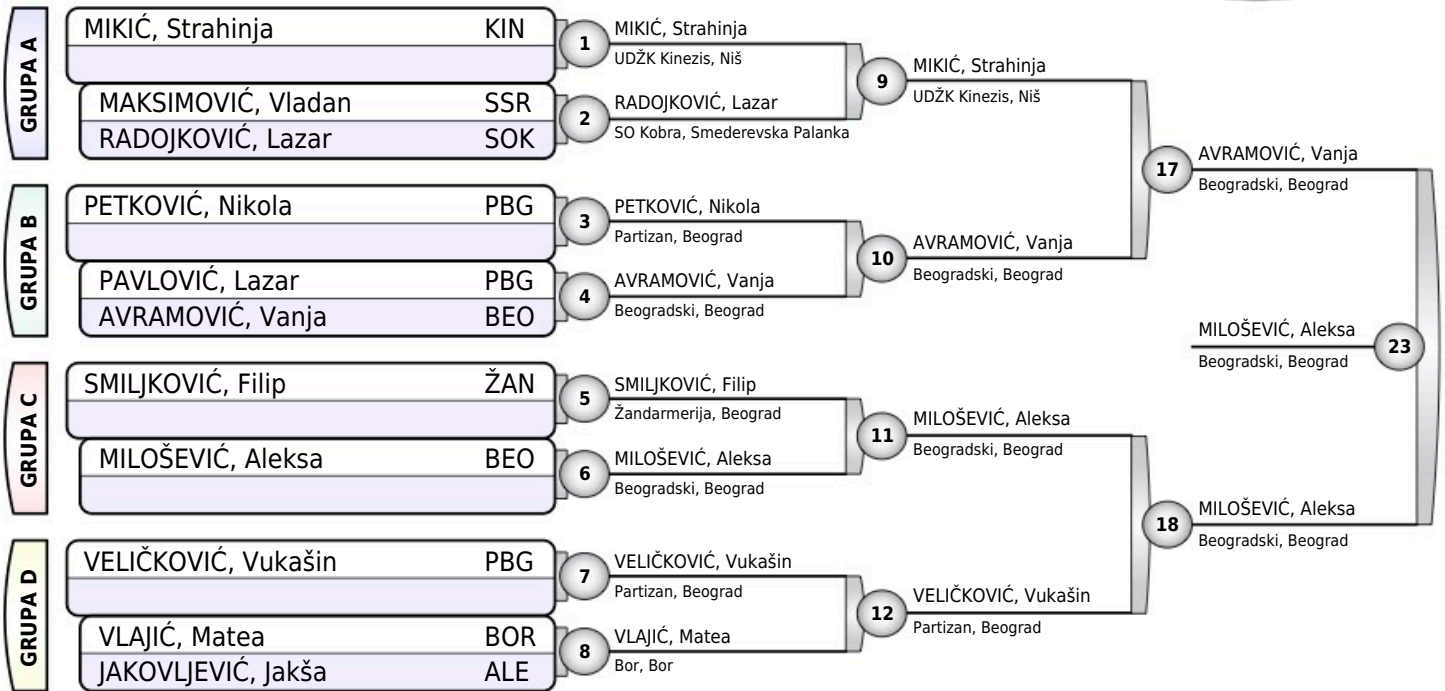 GRUPA A
MIKIĆ, Strahinja KIN
MAKSIMOVIĆ, Vladan SSR
RADOJKOVIĆ, Lazar SOK
GRUPA B
PETKOVIĆ, Nikola PBG
PAVLOVIĆ, Lazar PBG
AVRAMOVIĆ, Vanja BEO
GRUPA C
SMILJKOVIĆ, Filip ŽAN
MILOŠEVIĆ, Aleksa BEO
GRUPA D
VELIČKOVIĆ, Vukašin PBG
VLAJIĆ, Matea BOR
JAKOVLJEVIĆ, Jakša ALE
1
MIKIĆ, Strahinja
UDŽK Kinezis, Niš
2
RADOJKOVIĆ, Lazar
SO Kobra, Smederevska Palanka
3
PETKOVIĆ, Nikola
Partizan, Beograd
4
AVRAMOVIĆ, Vanja
Beogradski, Beograd
5
SMILJKOVIĆ, Filip
Žandarmerija, Beograd
6
MILOŠEVIĆ, Aleksa
Beogradski, Beograd
7
VELIČKOVIĆ, Vukašin
Partizan, Beograd
8
VLAJIĆ, Matea
Bor, Bor
9
MIKIĆ, Strahinja
UDŽK Kinezis, Niš
10
AVRAMOVIĆ, Vanja
Beogradski, Beograd
11
MILOŠEVIĆ, Aleksa
Beogradski, Beograd
12
VELIČKOVIĆ, Vukašin
Partizan, Beograd
17
AVRAMOVIĆ, Vanja
Beogradski, Beograd
18
MILOŠEVIĆ, Aleksa
Beogradski, Beograd
MILOŠEVIĆ, Aleksa
Beogradski, Beograd
23